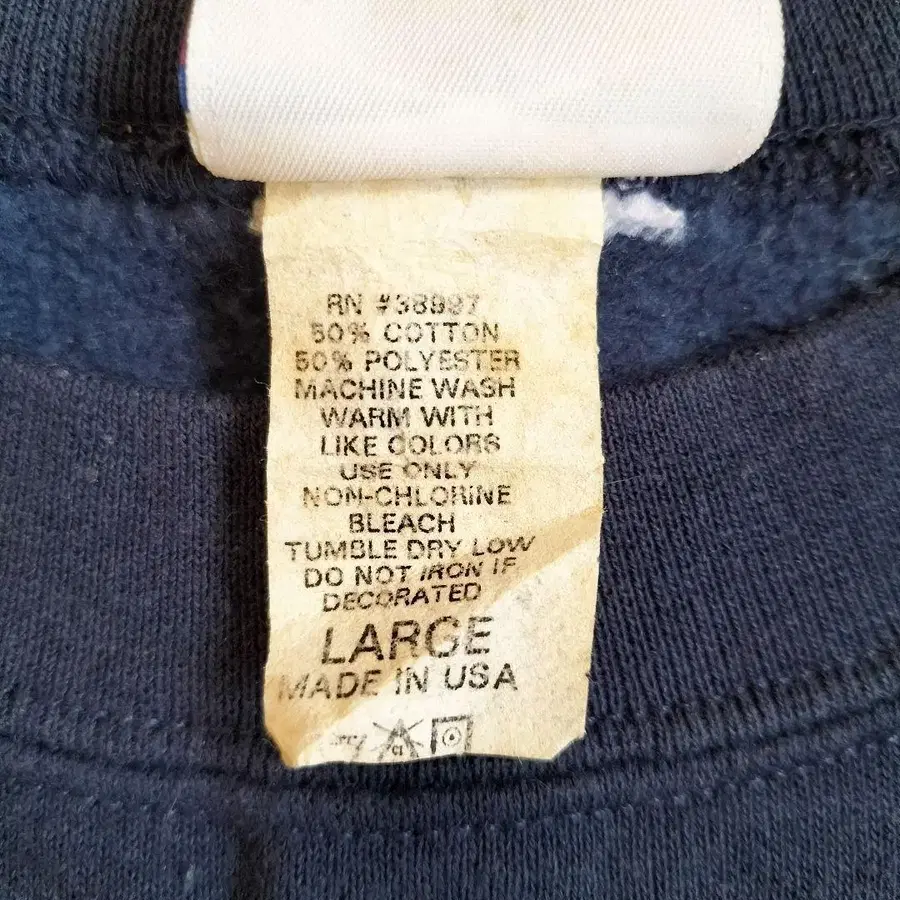 RN #38997
50% COTTON
50% POLYESTER
MACHINE WASH
WARM WITH
LIKE COLORS
USE ONLY
NON-CHLORINE
BLEACH
TUMBLE DRY LOW
DO NOT IRON IF
DECORATED
LARGE
MADE IN USA